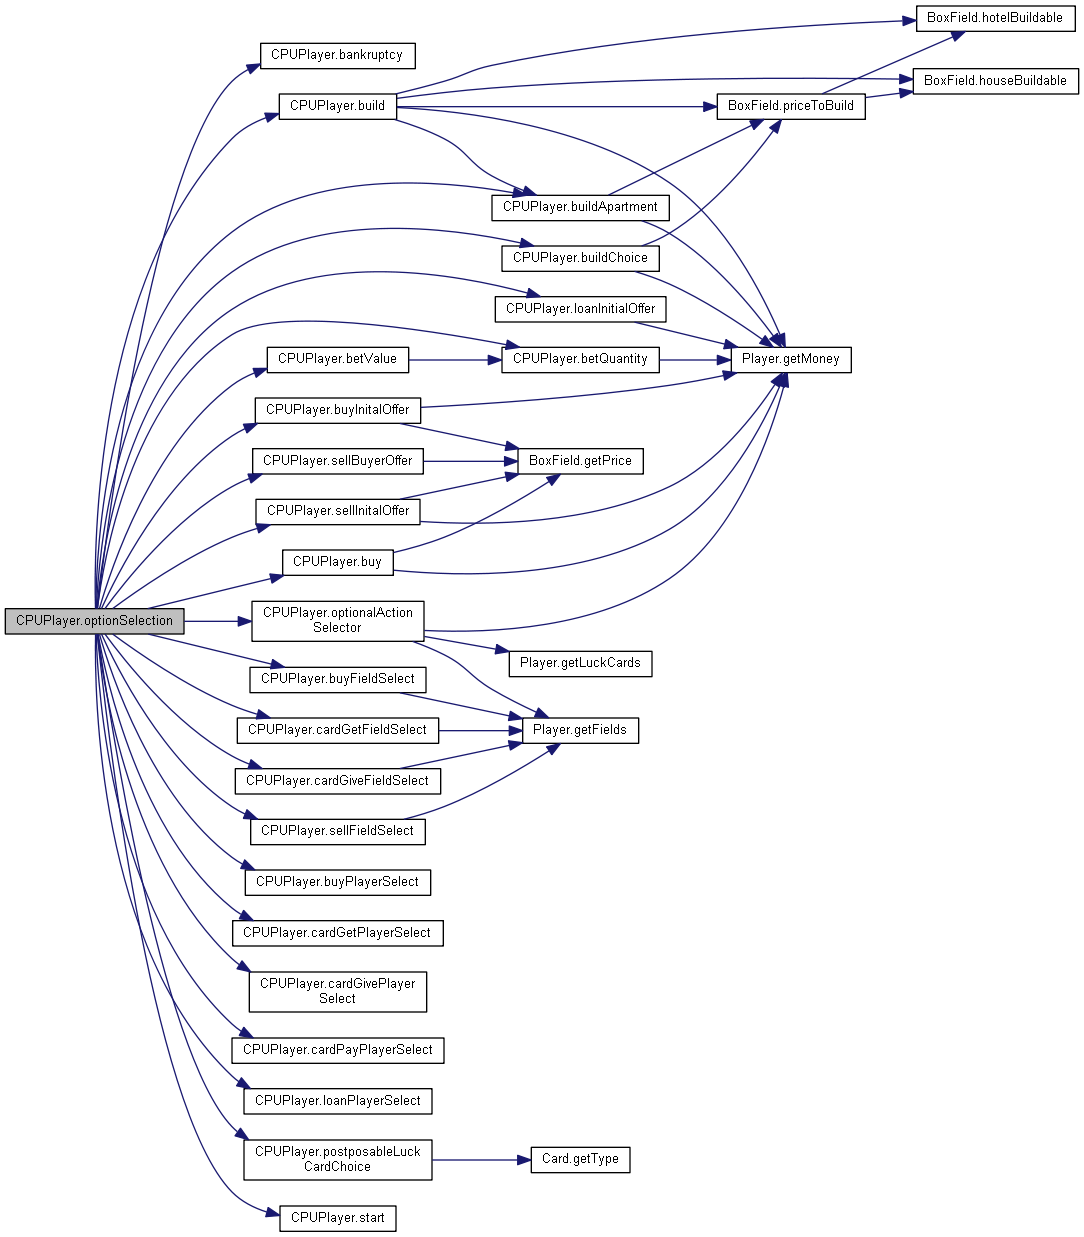 BoxField.hotelBuildable
CPUPlayer.bankruptcy
BoxField.houseBuildable
CPUPlayer.build
BoxField.priceToBuild
CPUPlayer.buildApartment
CPUPlayer.buildChoice
CPUPlayer.loanInitialOffer
CPUPlayer.betValue
CPUPlayer.betQuantity
Player.getMoney
CPUPlayer.buyInitalOffer
CPUPlayer.sellBuyerOffer
BoxField.getPrice
CPUPlayer.sellInitalOffer
CPUPlayer.buy
CPUPlayer.optionSelection
CPUPlayer.optionalAction
Selector
Player.getLuckCards
CPUPlayer.buyFieldSelect
CPUPlayer.cardGetFieldSelect
Player.getFields
CPUPlayer.cardGiveFieldSelect
CPUPlayer.sellFieldSelect
CPUPlayer.buyPlayerSelect
CPUPlayer.cardGetPlayerSelect
CPUPlayer.cardGivePlayer
Select
CPUPlayer.cardPayPlayerSelect
CPUPlayer.loanPlayerSelect
CPUPlayer.postposableLuck
CardChoice
Card.getType
CPUPlayer.start